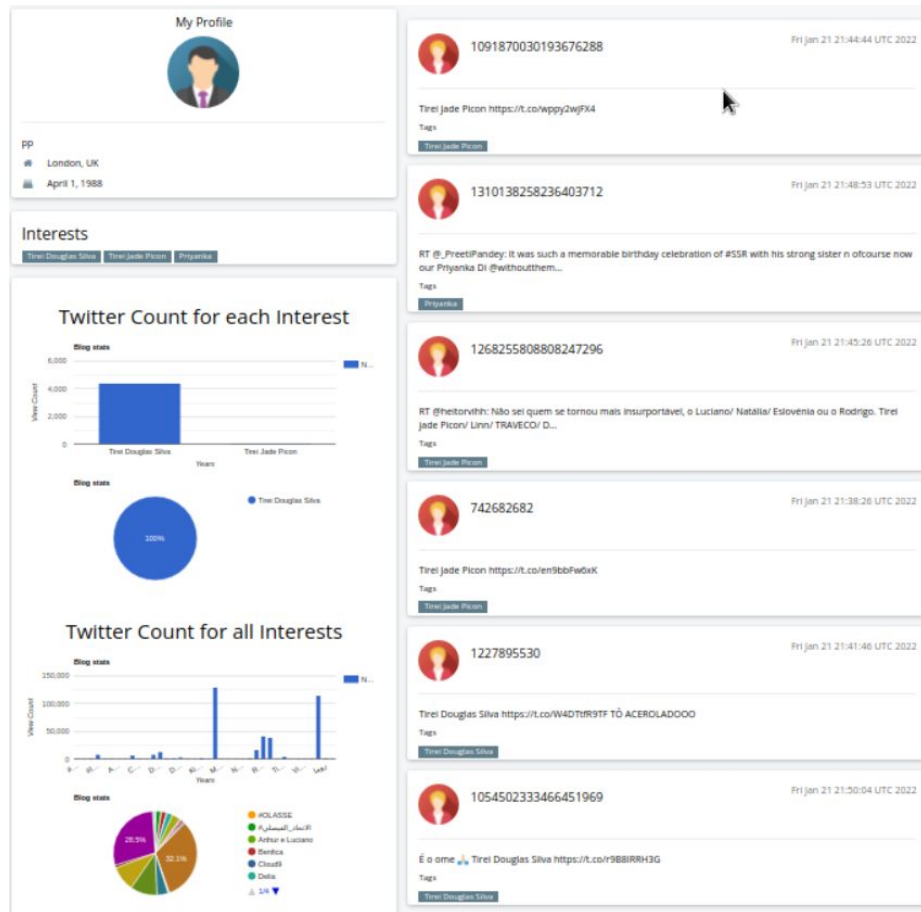 My Profile
PP
London, UK
April 1, 1988
Interests
Tirei Douglas Silva Tirei Jade Picon Priyanka
Twitter Count for each Interest
Blog stats
6,000
4,000
2,000
0
View Count
N...
Tirei Douglas Silva Tirei Jade Picon
Years
Blog stats
Tirei Douglas Silva
100%
Twitter Count for all Interests
Blog stats
150,000
100,000
50,000
0
View Count
N...
#... #I... A... C... D... D... Kl... M... N... R... Ti... Vi...
Years
Blog stats
28.5%
32.1%
#OLASSE
#الاتحاد_الفيصلي
Arthur e Luciano
Benfica
Cloud9
Delia
1/4
1091870030193676288
Fri Jan 21 21:44:44 UTC 2022
Tirei Jade Picon https://t.co/wppy2wjFX4
Tags
Tirei Jade Picon
1310138258236403712
Fri Jan 21 21:48:53 UTC 2022
RT @_PreetiPandey: It was such a memorable birthday celebration of #SSR with his strong sister n ofcourse now
our Priyanka Di @withoutthem...
Tags
Priyanka
1268255808808247296
Fri Jan 21 21:45:26 UTC 2022
RT @heitorvihh: Não sei quem se tornou mais insurportável, o Luciano/ Natália/ Eslovênia ou o Rodrigo. Tirei
Jade Picon/ Linn/ TRAVECO/ D...
Tags
Tirei Jade Picon
742682682
Fri Jan 21 21:38:26 UTC 2022
Tirei Jade Picon https://t.co/en9bbFw6xK
Tags
Tirei Jade Picon
1227895530
Fri Jan 21 21:41:46 UTC 2022
Tirei Douglas Silva https://t.co/W4DTtfR9TF TÔ ACEROLADOOO
Tags
Tirei Douglas Silva
1054502333466451969
Fri Jan 21 21:50:04 UTC 2022
É o ome 🙏🏻 Tirei Douglas Silva https://t.co/r9B8IRRH3G
Tags
Tirei Douglas Silva